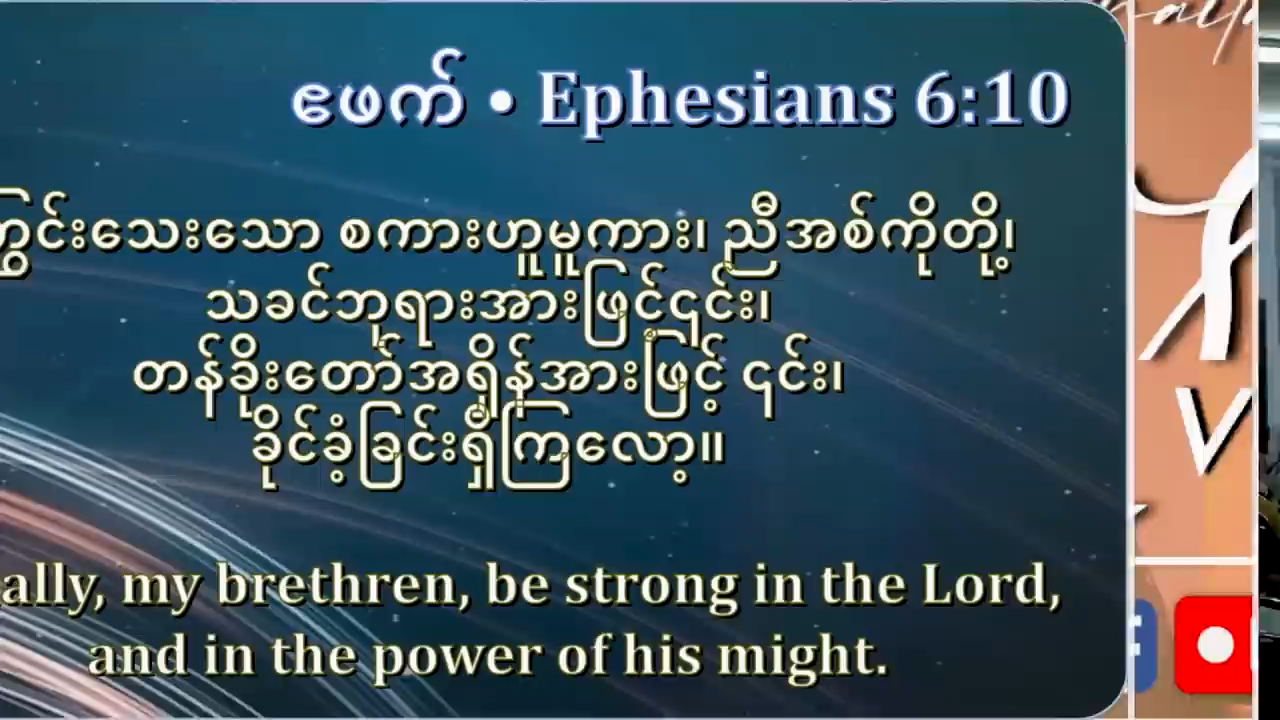 ဧဖက် • Ephesians 6:10
ကြွင်းသေးသော စကားဟူမူကား၊ ညီအစ်ကိုတို့၊
သခင်ဘုရားအားဖြင့်၎င်း၊
တန်ခိုးတော်အရှိန်အားဖြင့် ၎င်း၊
ခိုင်ခံ့ခြင်းရှိကြလော့။
ally, my brethren, be strong in the Lord,
and in the power of his might.